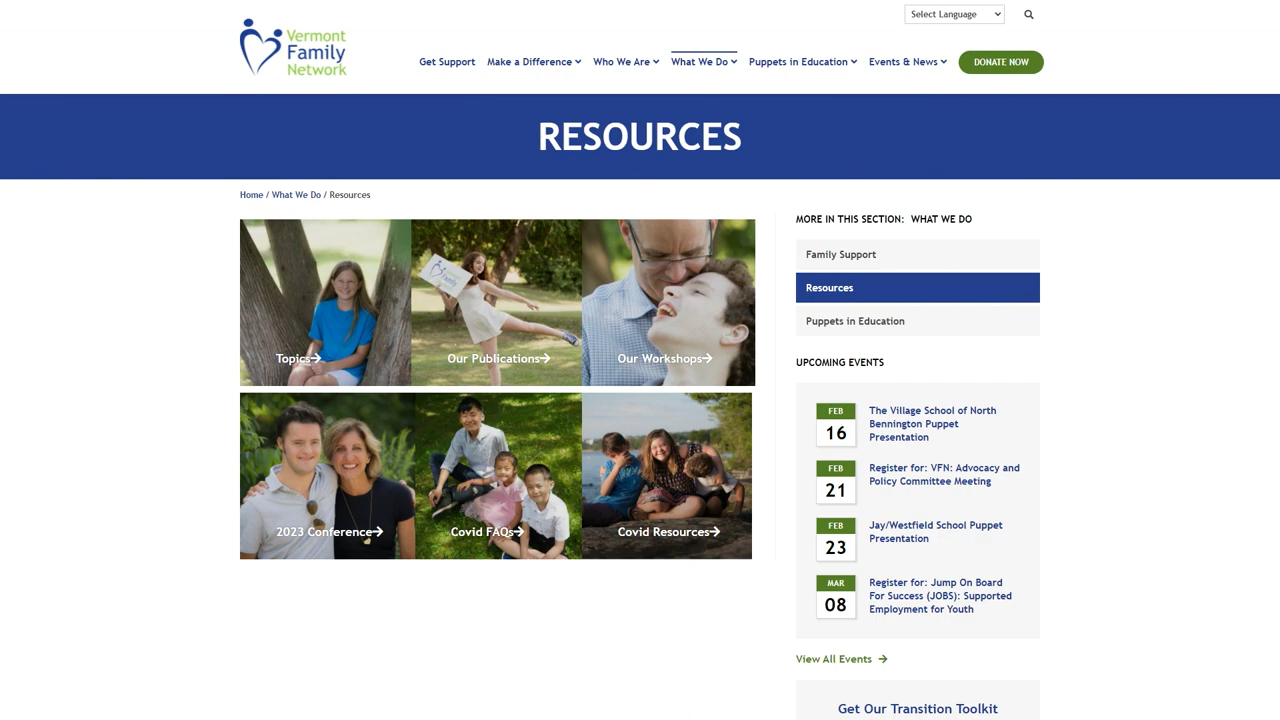 Select Language
Vermont
Family
Network
Get Support
Make a Difference
Who We Are
What We Do
Puppets in Education
Events & News
DONATE NOW
RESOURCES
Home / What We Do / Resources
Topics
Our Publications
Our Workshops
2023 Conference
Covid FAQs
Covid Resources
MORE IN THIS SECTION: WHAT WE DO
Family Support
Resources
Puppets in Education
UPCOMING EVENTS
FEB
16
The Village School of North
Bennington Puppet
Presentation
FEB
21
Register for: VFN: Advocacy and
Policy Committee Meeting
FEB
23
Jay/Westfield School Puppet
Presentation
MAR
08
Register for: Jump On Board
For Success (JOBS): Supported
Employment for Youth
View All Events
Get Our Transition Toolkit